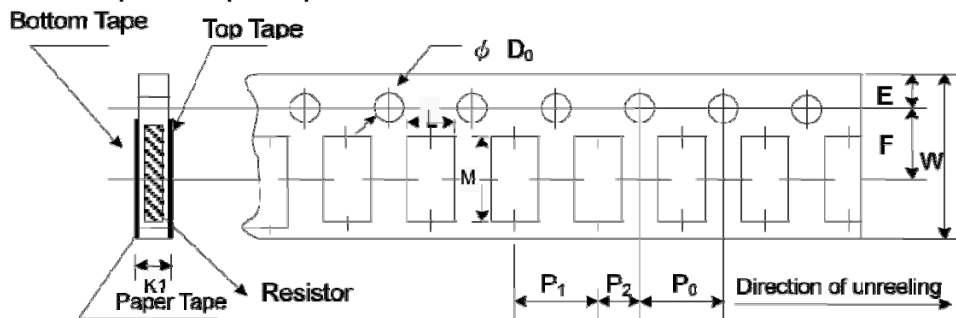 Bottom Tape
Top Tape
ϕ D₀
E
F
W
L
M
K1
P₁
P₂
P₀
Direction of unreeling
Resistor
Paper Tape